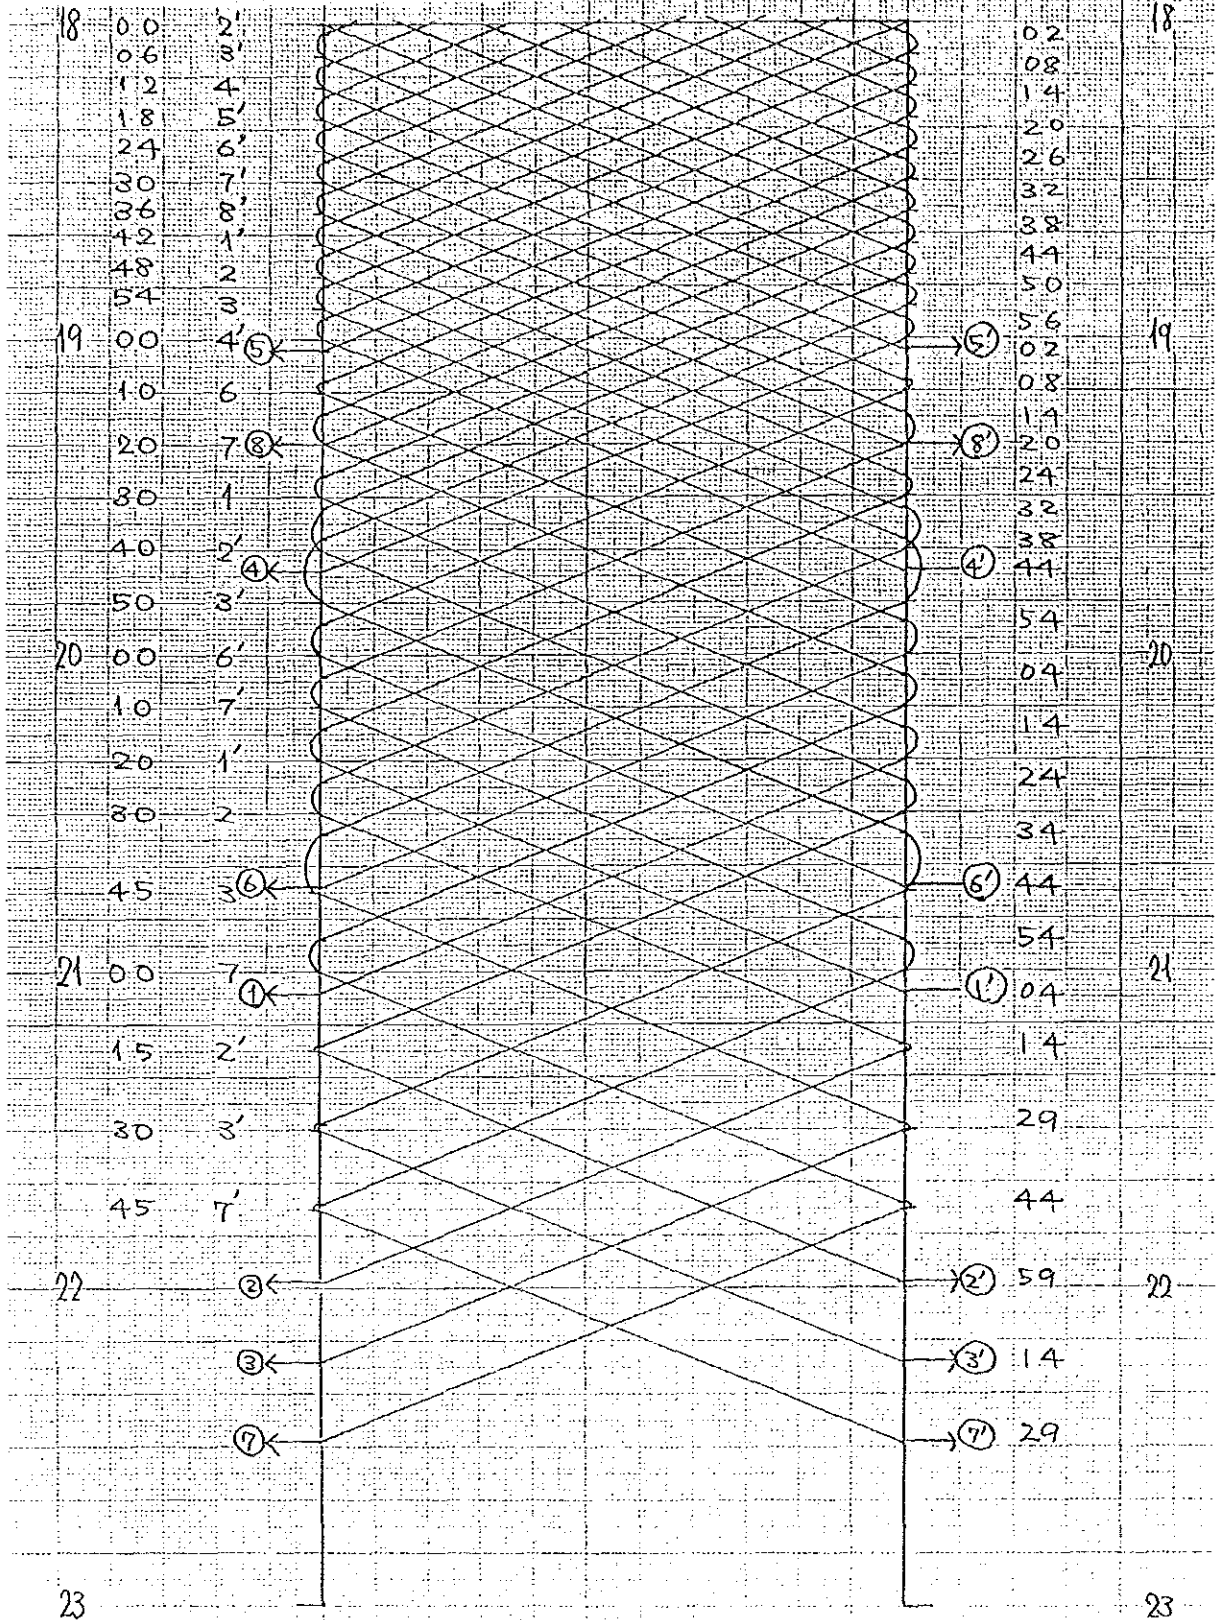 18 00 2' 02 18
06 3' 08
12 4 14
18 5' 20
24 6' 26
30 7' 32
36 8' 38
42 1' 44
48 2 50
54 3 56
19 00 4' ⑤ ⑤' 02 19
10 6 08
14
20 7 ⑧ ⑧' 20
24
30 1 32
40 2' 38
④ ④' 44
50 3' 54
20 00 6' 04 20
10 7' 14
20 1' 24
30 2 34
45 3 ⑥ ⑥' 44
54
21 00 7 21
① ①' 04
15 2' 14
30 3' 29
45 7' 44
22 ② ②' 59 22
③ ③' 14
⑦ ⑦' 29
23 23